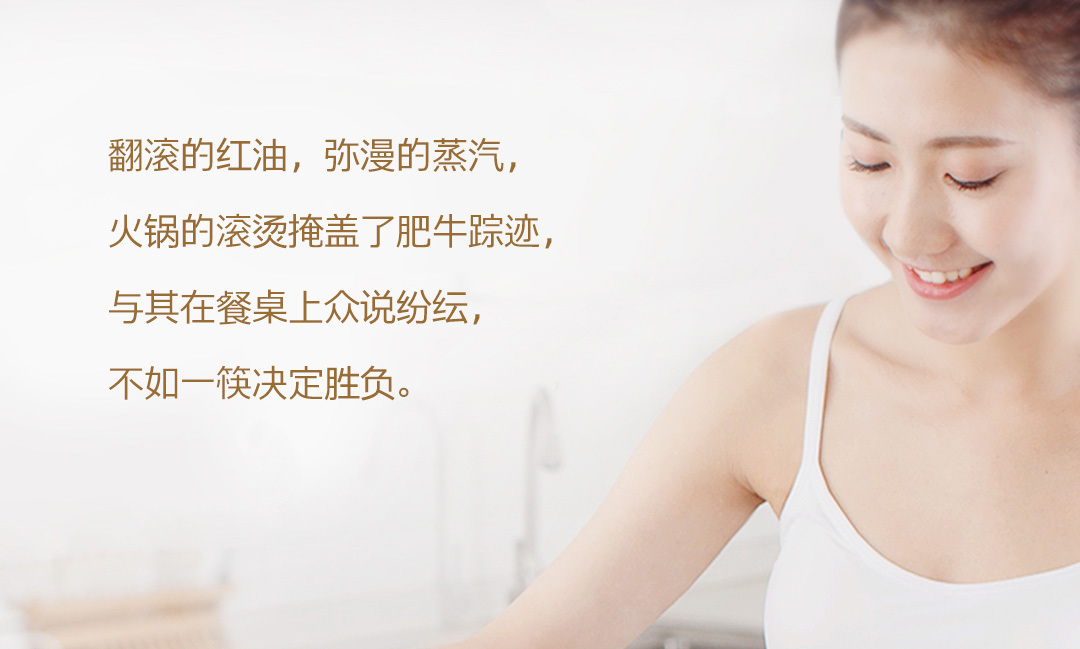 翻滚的红油，弥漫的蒸汽，
火锅的滚烫掩盖了肥牛踪迹，
与其在餐桌上众说纷纭，
不如一筷决定胜负。